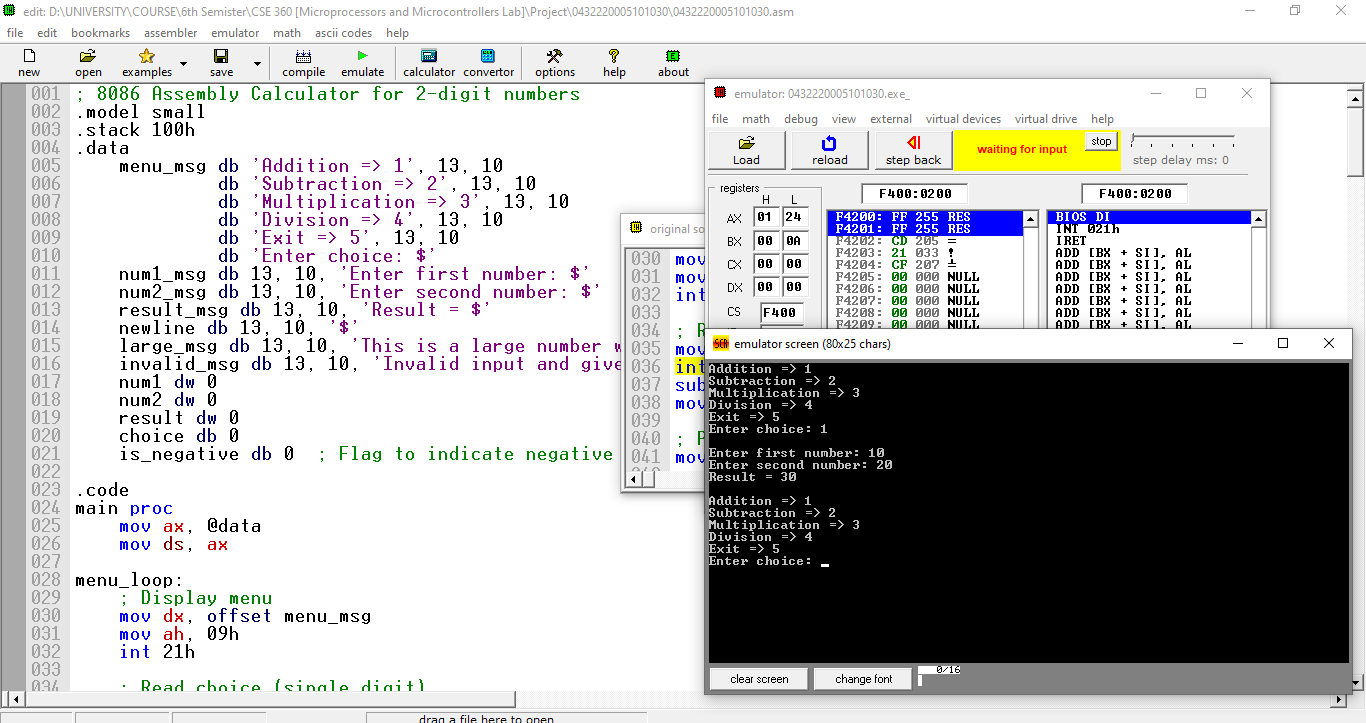 edit: D:\UNIVERSITY\COURSE\6th Semister\CSE 360 [Microprocessors and Microcontrollers Lab]\Project\0432220005101030\0432220005101030.asm
file edit bookmarks assembler emulator math ascii codes help
new open examples save compile emulate calculator convertor options help about
001 ; 8086 Assembly Calculator for 2-digit numbers
002 .model small
003 .stack 100h
004 .data
005 menu_msg db 'Addition => 1', 13, 10
006 db 'Subtraction => 2', 13, 10
007 db 'Multiplication => 3', 13, 10
008 db 'Division => 4', 13, 10
009 db 'Exit => 5', 13, 10
010 db 'Enter choice: $'
011 num1_msg db 13, 10, 'Enter first number: $'
012 num2_msg db 13, 10, 'Enter second number: $'
013 result_msg db 13, 10, 'Result = $'
014 newline db 13, 10, '$'
015 large_msg db 13, 10, 'This is a large number
016 invalid_msg db 13, 10, 'Invalid input and give
017 num1 dw 0
018 num2 dw 0
019 result dw 0
020 choice db 0
021 is_negative db 0 ; Flag to indicate negative
022
023 .code
024 main proc
025 mov ax, @data
026 mov ds, ax
027
028 menu_loop:
029 ; Display menu
030 mov dx, offset menu_msg
031 mov ah, 09h
032 int 21h
033
034 ; Read choice (single digit)
drag a file here to open
original so
030 mov
031 mov
032 int
033
034 ; R
035 mov
036 int
037 sub
038 mov
039
040 ; P
041 mov
emulator: 0432220005101030.exe_
file math debug view external virtual devices virtual drive help
Load reload step back waiting for input stop step delay ms: 0
registers F400:0200 F400:0200
H L
AX 01 24
BX 00 0A
CX 00 00
DX 00 00
CS F400
F4200: FF 255 RES
F4201: FF 255 RES
F4202: CD 205 =
F4203: 21 033 !
F4204: CF 207 ╧
F4205: 00 000 NULL
F4206: 00 000 NULL
F4207: 00 000 NULL
F4208: 00 000 NULL
F4209: 00 000 NULL
BIOS DI
INT 021h
IRET
ADD [BX + SI], AL
ADD [BX + SI], AL
ADD [BX + SI], AL
ADD [BX + SI], AL
ADD [BX + SI], AL
ADD [BX + SI], AL
ADD [BX + SI], AL
SCR emulator screen (80x25 chars)
Addition => 1
Subtraction => 2
Multiplication => 3
Division => 4
Exit => 5
Enter choice: 1
Enter first number: 10
Enter second number: 20
Result = 30
Addition => 1
Subtraction => 2
Multiplication => 3
Division => 4
Exit => 5
Enter choice:
clear screen change font 0/16